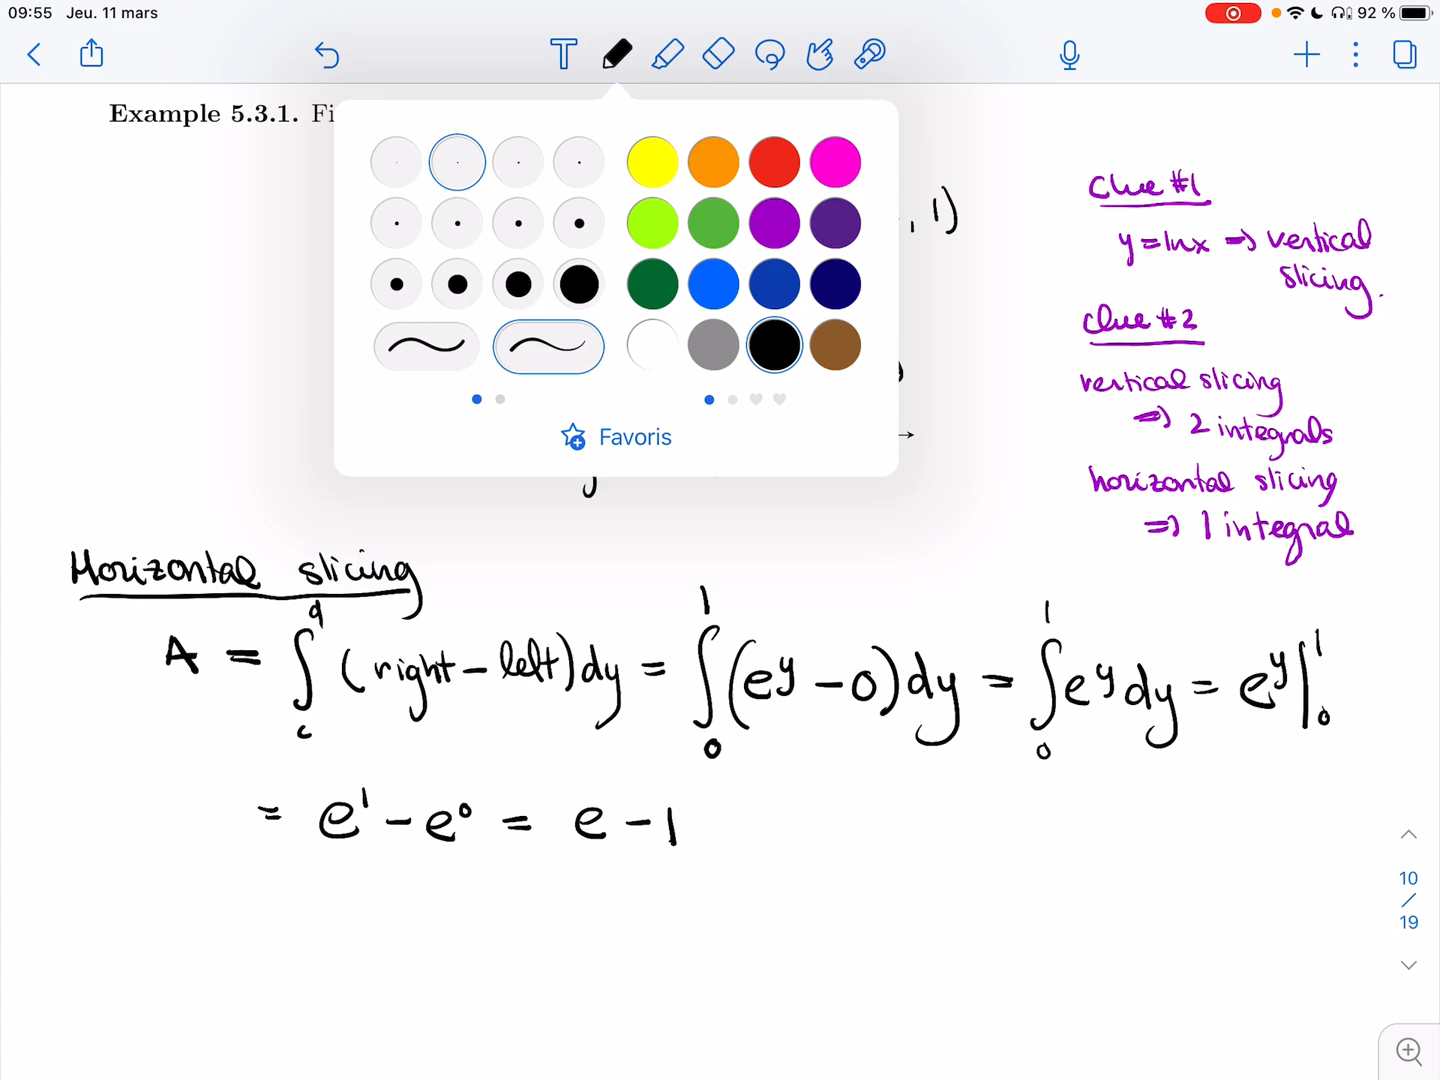 09:55 Jeu. 11 mars 92 %
Example 5.3.1. Fi
, 1)
Clue #1
y = lnx => vertical
slicing.
Clue #2
vertical slicing
=> 2 integrals
horizontal slicing
=> 1 integral
Favoris
Horizontal slicing
A = ∫_c^d (right - left) dy = ∫_0^1 (e^y - 0) dy = ∫_0^1 e^y dy = e^y |_0^1
= e^1 - e^0 = e - 1
10
/
19